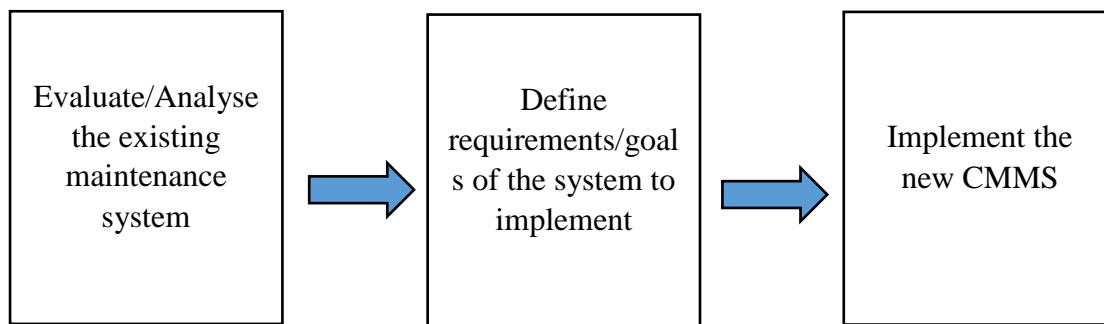 Evaluate/Analyse
the existing
maintenance
system
Define
requirements/goal
s of the system to
implement
Implement the
new CMMS